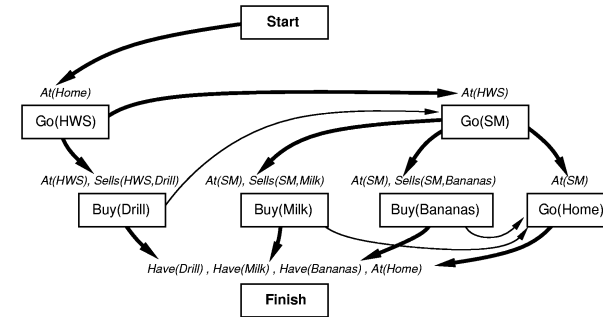 Start
At(Home)
At(HWS)
Go(HWS)
Go(SM)
At(HWS), Sells(HWS,Drill)
At(SM), Sells(SM,Milk)
At(SM), Sells(SM,Bananas)
At(SM)
Buy(Drill)
Buy(Milk)
Buy(Bananas)
Go(Home)
Have(Drill) , Have(Milk) , Have(Bananas) , At(Home)
Finish